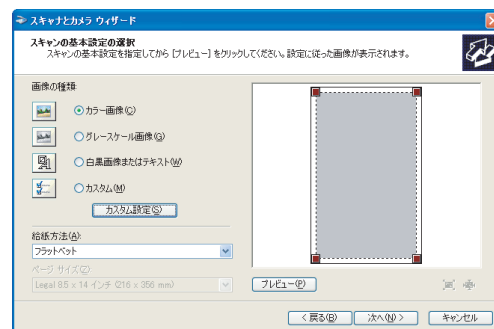 スキャナとカメラ ウィザード
スキャンの基本設定の選択
スキャンの基本設定を指定してから [プレビュー] をクリックしてください。設定に従った画像が表示されます。
画像の種類:
カラー画像(C)
グレースケール画像(G)
白黒画像またはテキスト(W)
カスタム(M)
カスタム設定(S)
給紙方法(A):
フラットベット
ページ サイズ(Z):
Legal 8.5 x 14 インチ (216 x 356 mm)
プレビュー(P)
< 戻る(B)
次へ(N) >
キャンセル